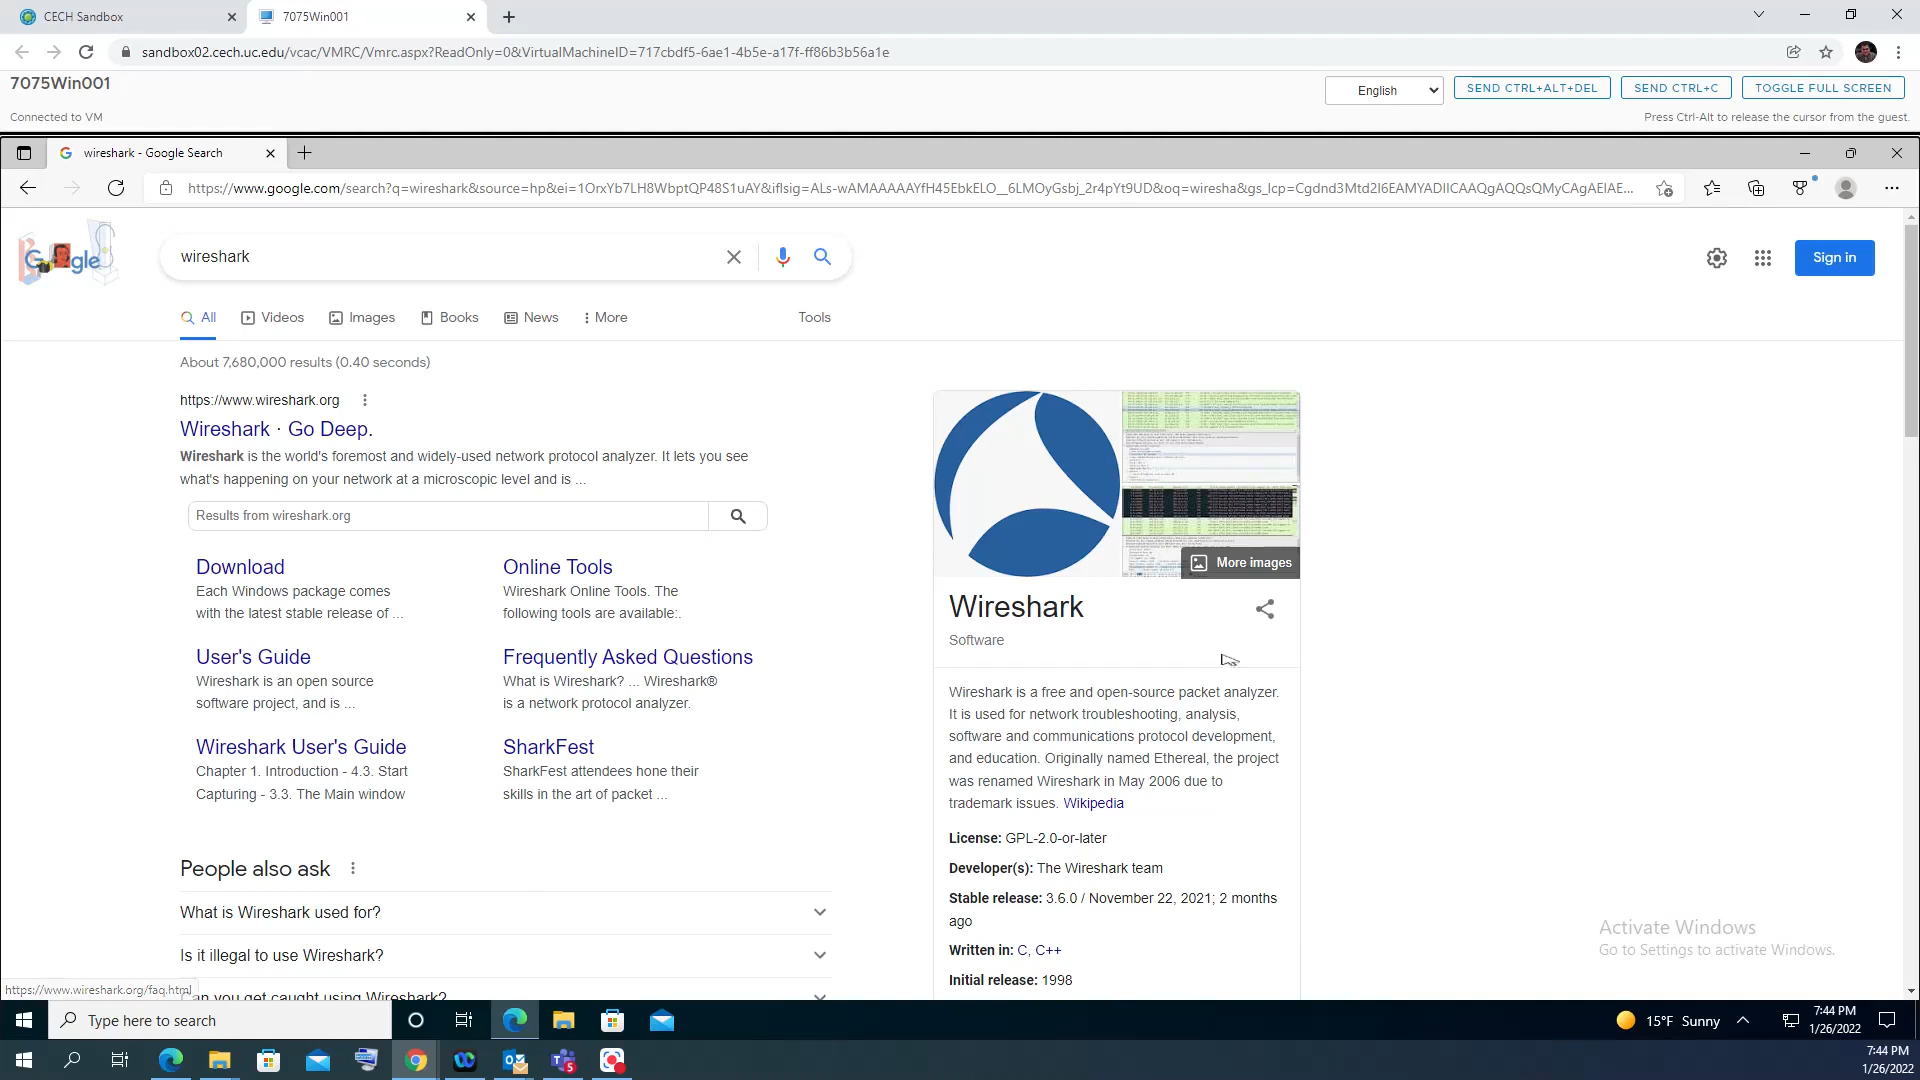 CECH Sandbox
7075Win001
sandbox02.cech.uc.edu/vcac/VMRC/Vmrc.aspx?ReadOnly=0&VirtualMachineID=717cbdf5-6ae1-4b5e-a17f-ff86b3b56a1e
7075Win001
English
SEND CTRL+ALT+DEL
SEND CTRL+C
TOGGLE FULL SCREEN
Connected to VM
Press Ctrl-Alt to release the cursor from the guest.
wireshark - Google Search
https://www.google.com/search?q=wireshark&source=hp&ei=1OrxYb7LH8WbptQP48S1uAY&iflsig=ALs-wAMAAAAAYfH45EbkELO__6LMOyGsbj_2r4pYt9UD&oq=wiresha&gs_lcp=Cgdnd3Mtd2l6EAMYADIICAAQgAQQsQMyCAgAEIAE...
wireshark
Sign in
All
Videos
Images
Books
News
More
Tools
About 7,680,000 results (0.40 seconds)
https://www.wireshark.org
Wireshark · Go Deep.
Wireshark is the world's foremost and widely-used network protocol analyzer. It lets you see
what's happening on your network at a microscopic level and is ...
Results from wireshark.org
Download
Each Windows package comes
with the latest stable release of ...
Online Tools
Wireshark Online Tools. The
following tools are available:.
User's Guide
Wireshark is an open source
software project, and is ...
Frequently Asked Questions
What is Wireshark? ... Wireshark®
is a network protocol analyzer.
Wireshark User's Guide
Chapter 1. Introduction - 4.3. Start
Capturing - 3.3. The Main window
SharkFest
SharkFest attendees hone their
skills in the art of packet ...
People also ask
What is Wireshark used for?
Is it illegal to use Wireshark?
Can you get caught using Wireshark?
More images
Wireshark
Software
Wireshark is a free and open-source packet analyzer.
It is used for network troubleshooting, analysis,
software and communications protocol development,
and education. Originally named Ethereal, the project
was renamed Wireshark in May 2006 due to
trademark issues. Wikipedia
License: GPL-2.0-or-later
Developer(s): The Wireshark team
Stable release: 3.6.0 / November 22, 2021; 2 months
ago
Written in: C, C++
Initial release: 1998
Activate Windows
Go to Settings to activate Windows.
https://www.wireshark.org/faq.html
Type here to search
15°F Sunny
7:44 PM
1/26/2022
7:44 PM
1/26/2022